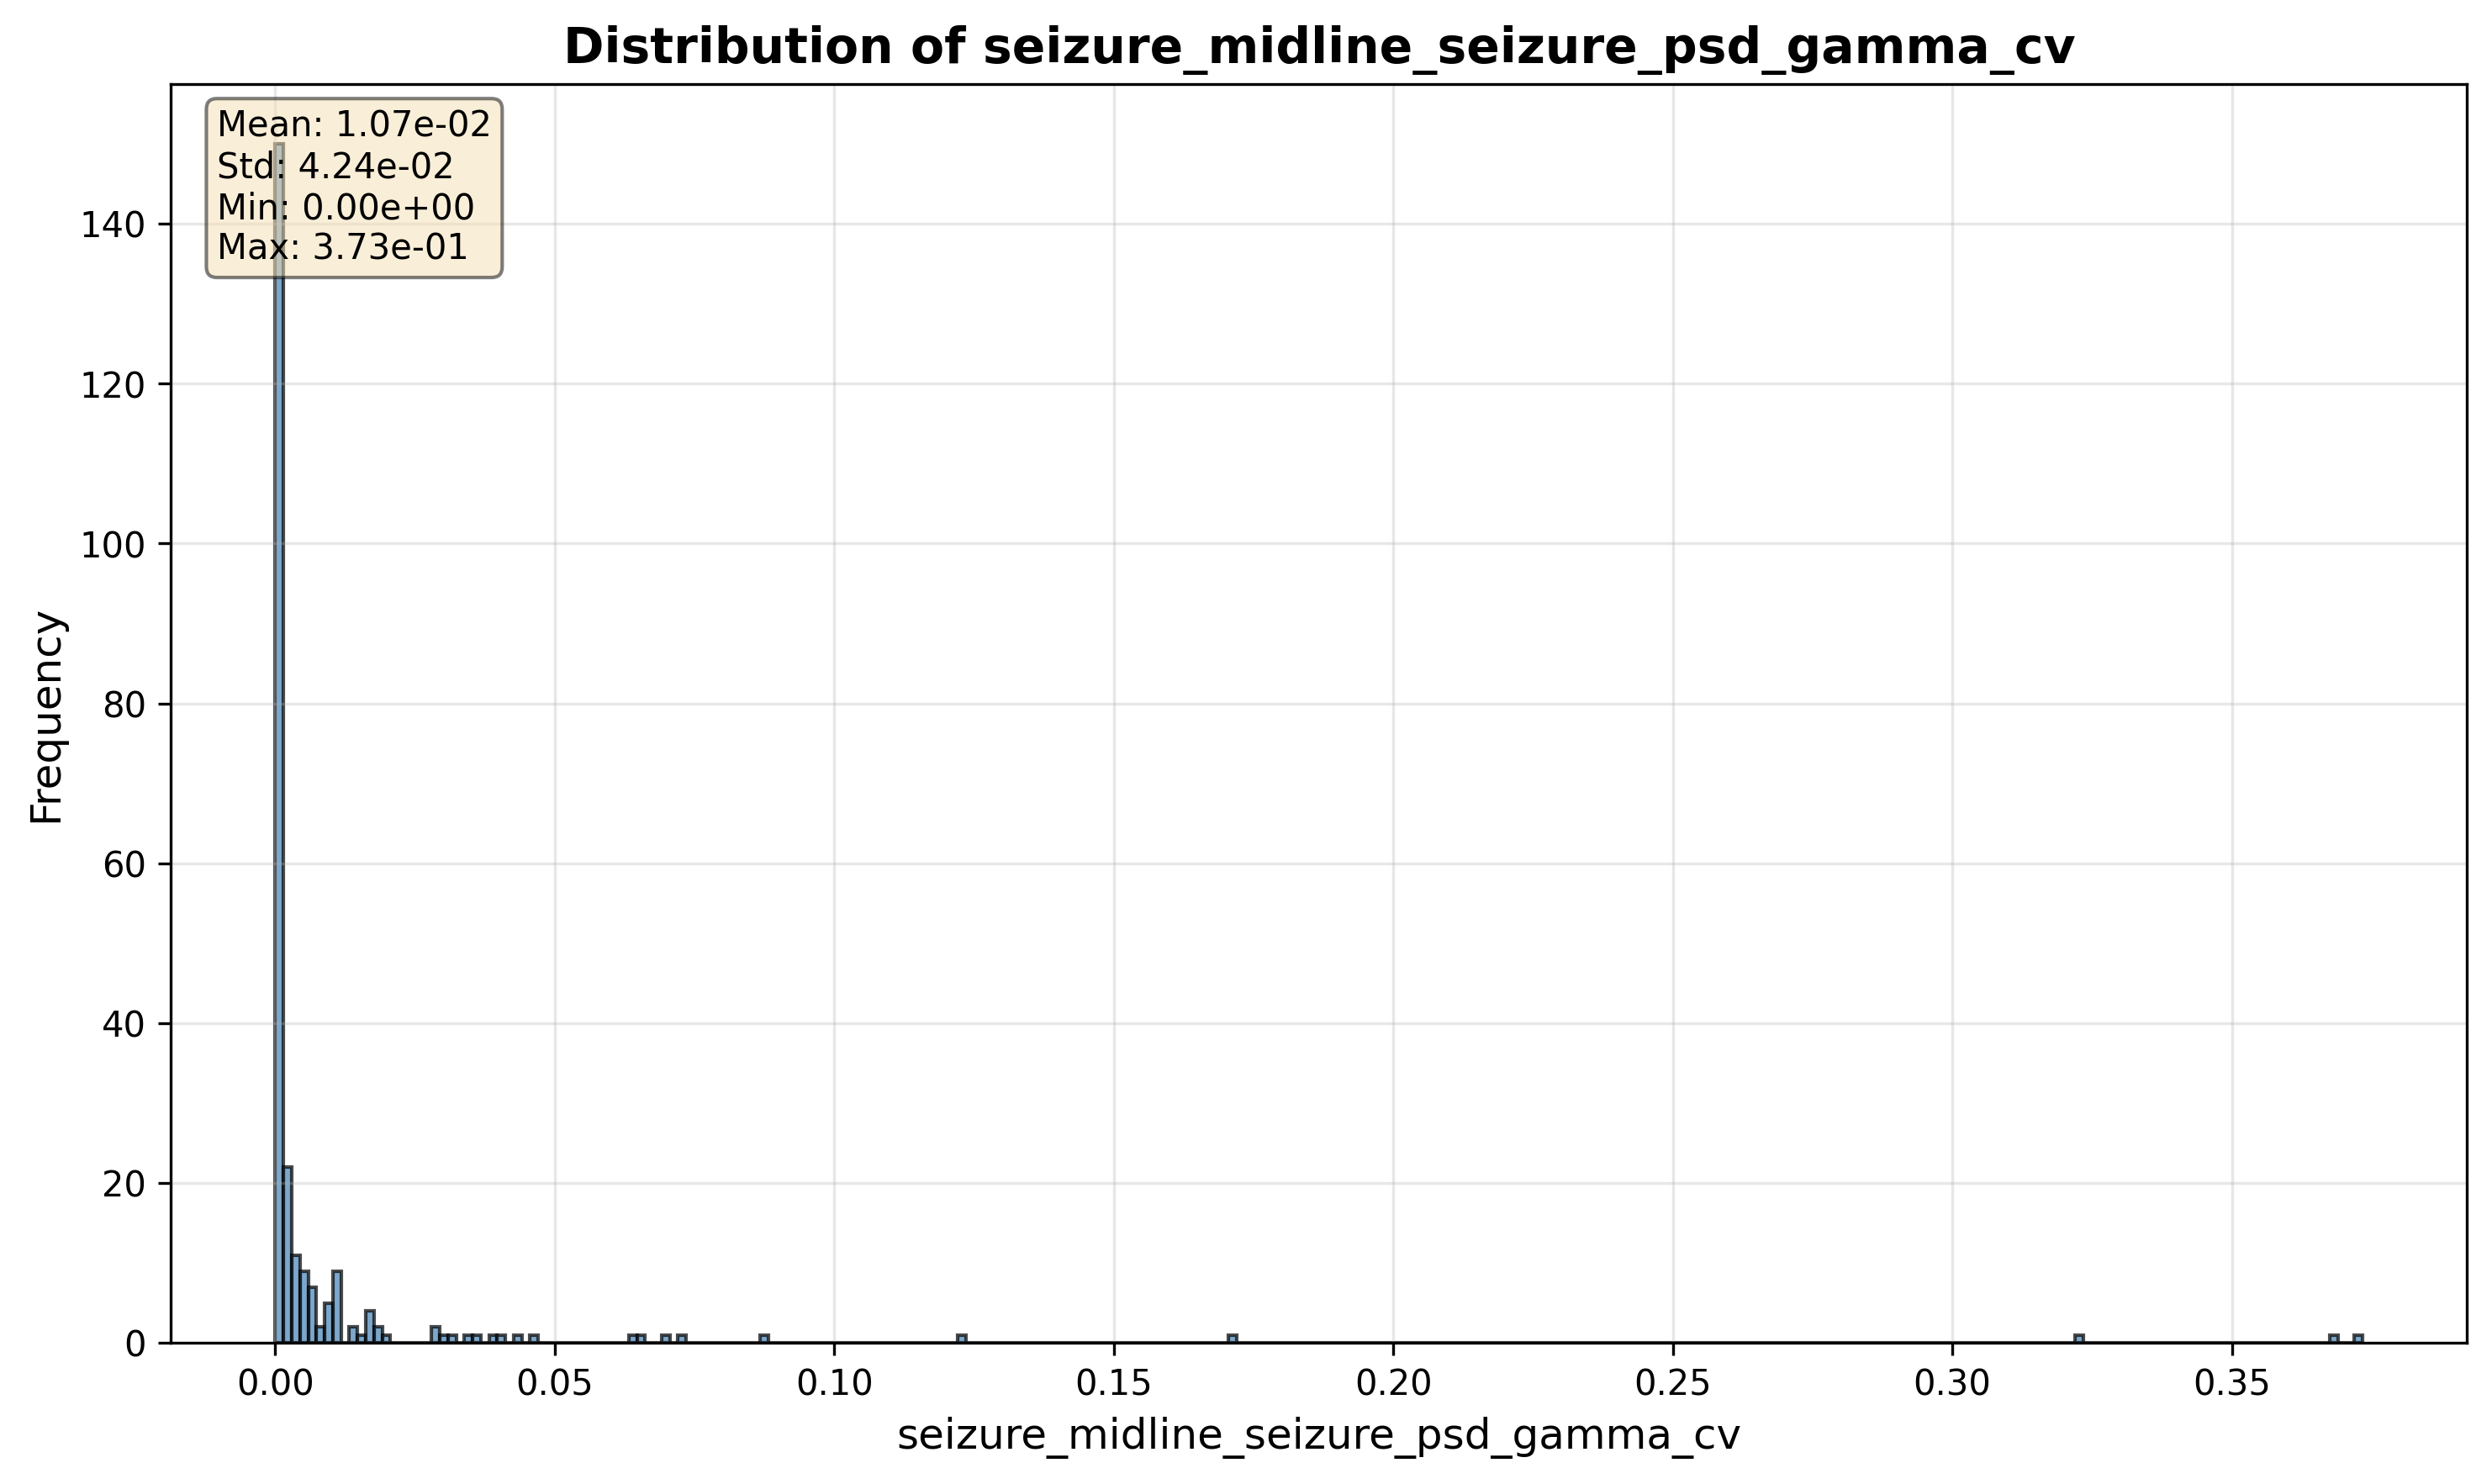 Distribution of seizure_midline_seizure_psd_gamma_cv
Mean: 1.07e-02
Std: 4.24e-02
Min: 0.00e+00
Max: 3.73e-01
Frequency
140
120
100
80
60
40
20
0
0.00 0.05 0.10 0.15 0.20 0.25 0.30 0.35
seizure_midline_seizure_psd_gamma_cv